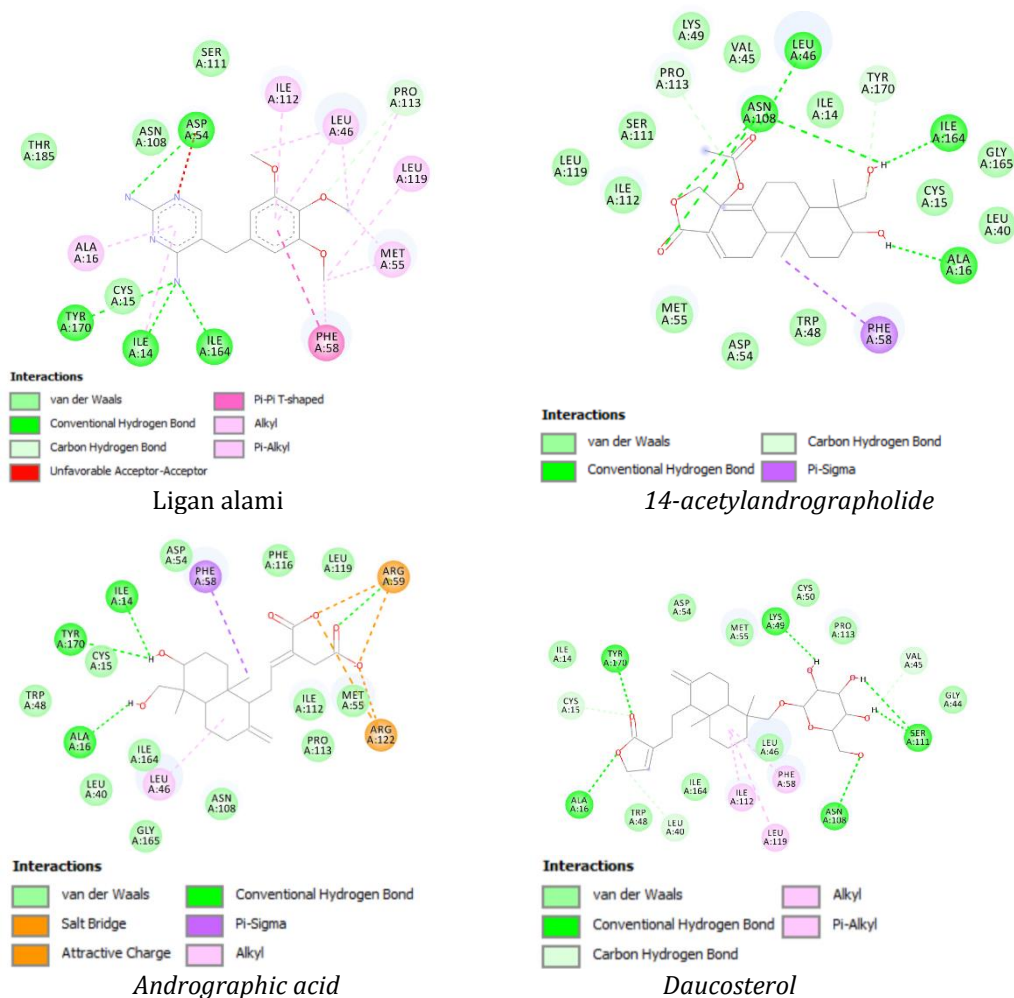 SER
A:111
ASP
A:54
ASN
A:108
THR
A:185
ILE
A:112
LEU
A:46
PRO
A:113
LEU
A:119
MET
A:55
ALA
A:16
CYS
A:15
TYR
A:170
ILE
A:14
ILE
A:164
PHE
A:58
N
N
N
N
O
O
O
Interactions
van der Waals
Conventional Hydrogen Bond
Carbon Hydrogen Bond
Unfavorable Acceptor-Acceptor
Pi-Pi T-shaped
Alkyl
Pi-Alkyl
Ligan alami
LYS
A:49
VAL
A:45
LEU
A:46
PRO
A:113
TYR
A:170
ASN
A:108
ILE
A:14
SER
A:111
ILE
A:164
LEU
A:119
ILE
A:112
GLY
A:165
CYS
A:15
LEU
A:40
ALA
A:16
MET
A:55
ASP
A:54
TRP
A:48
PHE
A:58
O
O
O
O
H
O
O
H
Interactions
van der Waals
Conventional Hydrogen Bond
Carbon Hydrogen Bond
Pi-Sigma
14-acetylandrographolide
ASP
A:54
PHE
A:58
PHE
A:116
LEU
A:119
ARG
A:59
ILE
A:14
TYR
A:170
CYS
A:15
TRP
A:48
ALA
A:16
ILE
A:164
LEU
A:40
LEU
A:46
GLY
A:165
ASN
A:108
ILE
A:112
MET
A:55
PRO
A:113
ARG
A:122
O
O
O
O
H
O
H
O
Interactions
van der Waals
Salt Bridge
Attractive Charge
Conventional Hydrogen Bond
Pi-Sigma
Alkyl
Andrographic acid
ASP
A:54
MET
A:55
LYS
A:49
CYS
A:50
PRO
A:113
VAL
A:45
GLY
A:44
ILE
A:14
TYR
A:170
CYS
A:15
SER
A:111
LEU
A:46
PHE
A:58
ILE
A:164
ILE
A:112
ALA
A:16
TRP
A:48
LEU
A:40
LEU
A:119
ASN
A:108
H
O
O
H
O
H
O
O
O
O
O
Interactions
van der Waals
Conventional Hydrogen Bond
Carbon Hydrogen Bond
Alkyl
Pi-Alkyl
Daucosterol